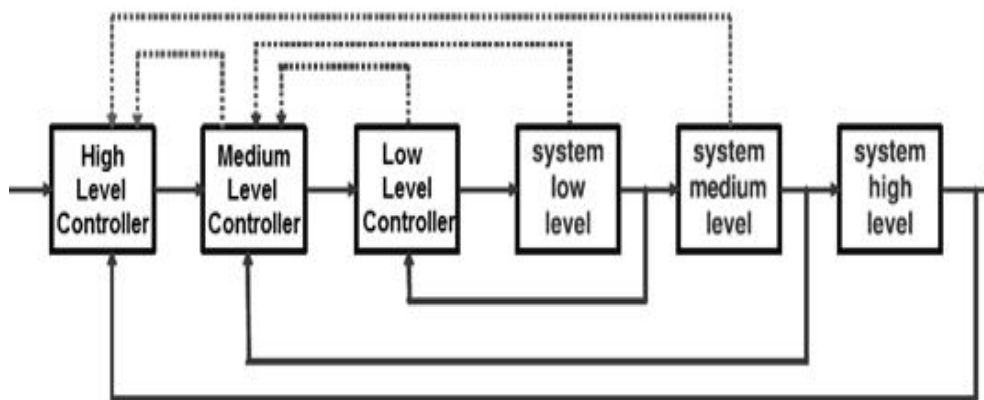 High
Level
Controller
Medium
Level
Controller
Low
Level
Controller
system
low
level
system
medium
level
system
high
level